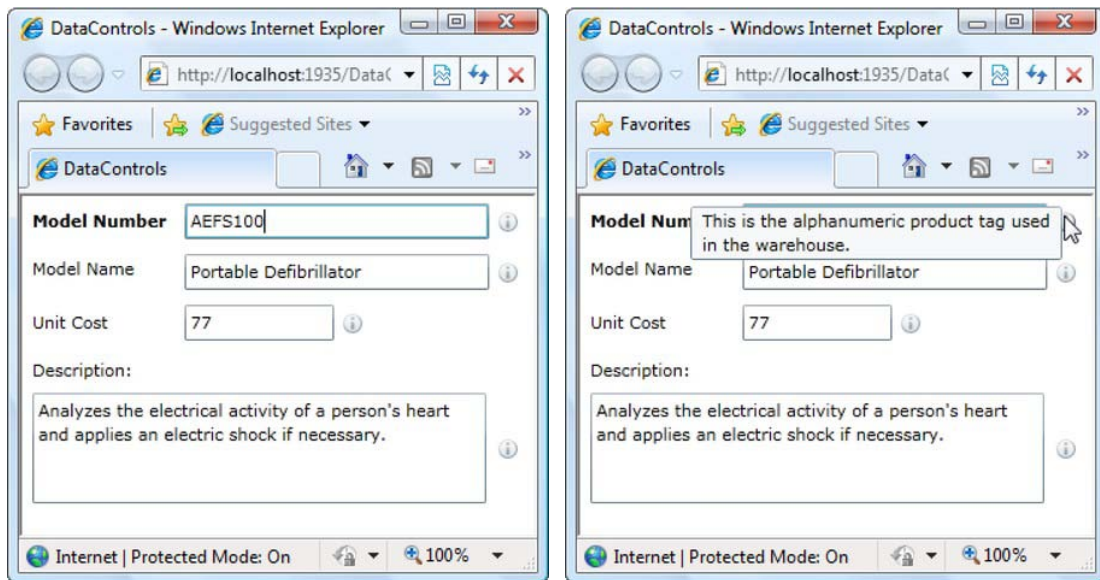 DataControls - Windows Internet Explorer
http://localhost:1935/DataC
Favorites
Suggested Sites
DataControls
Model Number
AEFS100
Model Name
Portable Defibrillator
Unit Cost
77
Description:
Analyzes the electrical activity of a person's heart
and applies an electric shock if necessary.
Internet | Protected Mode: On
100%
DataControls - Windows Internet Explorer
http://localhost:1935/DataC
Favorites
Suggested Sites
DataControls
Model Num
This is the alphanumeric product tag used
in the warehouse.
Model Name
Portable Defibrillator
Unit Cost
77
Description:
Analyzes the electrical activity of a person's heart
and applies an electric shock if necessary.
Internet | Protected Mode: On
100%